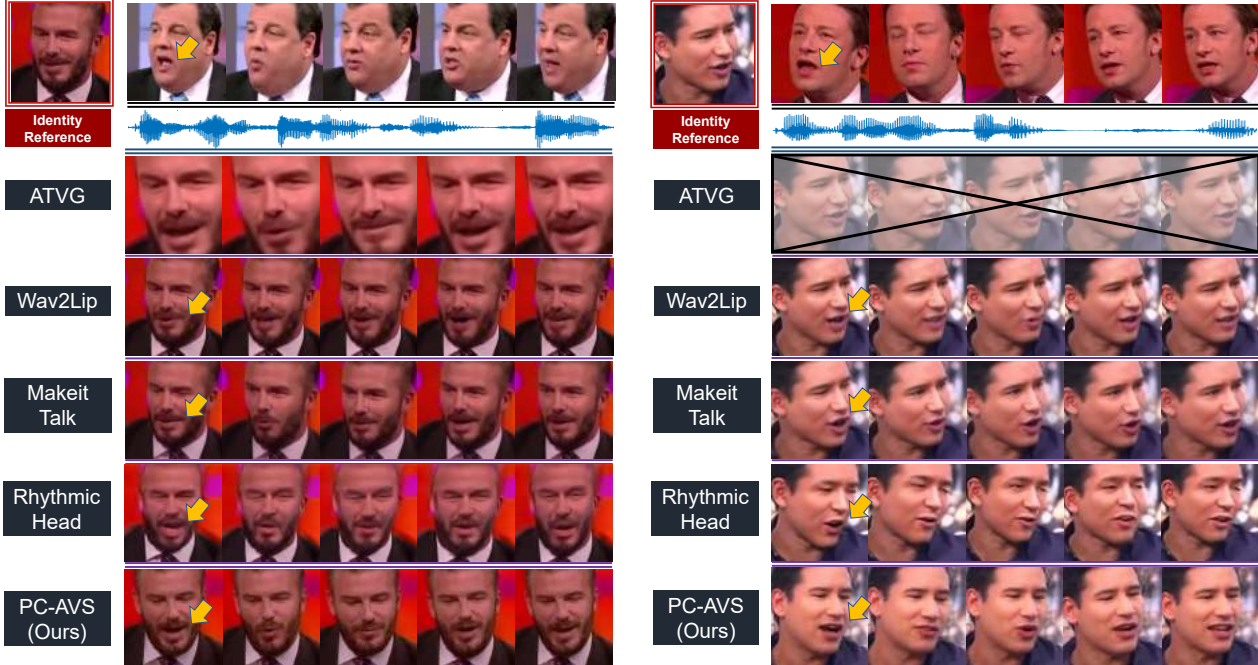 Identity
Reference
ATVG
Wav2Lip
Makeit
Talk
Rhythmic
Head
PC-AVS
(Ours)
Identity
Reference
ATVG
Wav2Lip
Makeit
Talk
Rhythmic
Head
PC-AVS
(Ours)